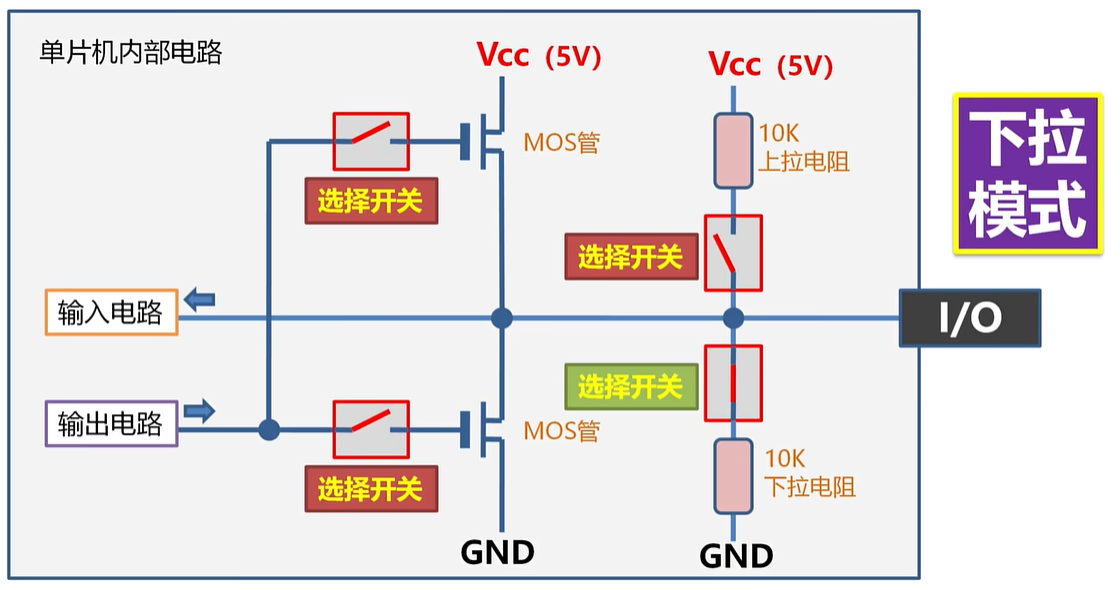 单片机内部电路
Vcc（5V）
Vcc（5V）
10K
上拉电阻
MOS管
选择开关
选择开关
下拉
模式
输入电路
I/O
选择开关
输出电路
MOS管
选择开关
10K
下拉电阻
GND
GND